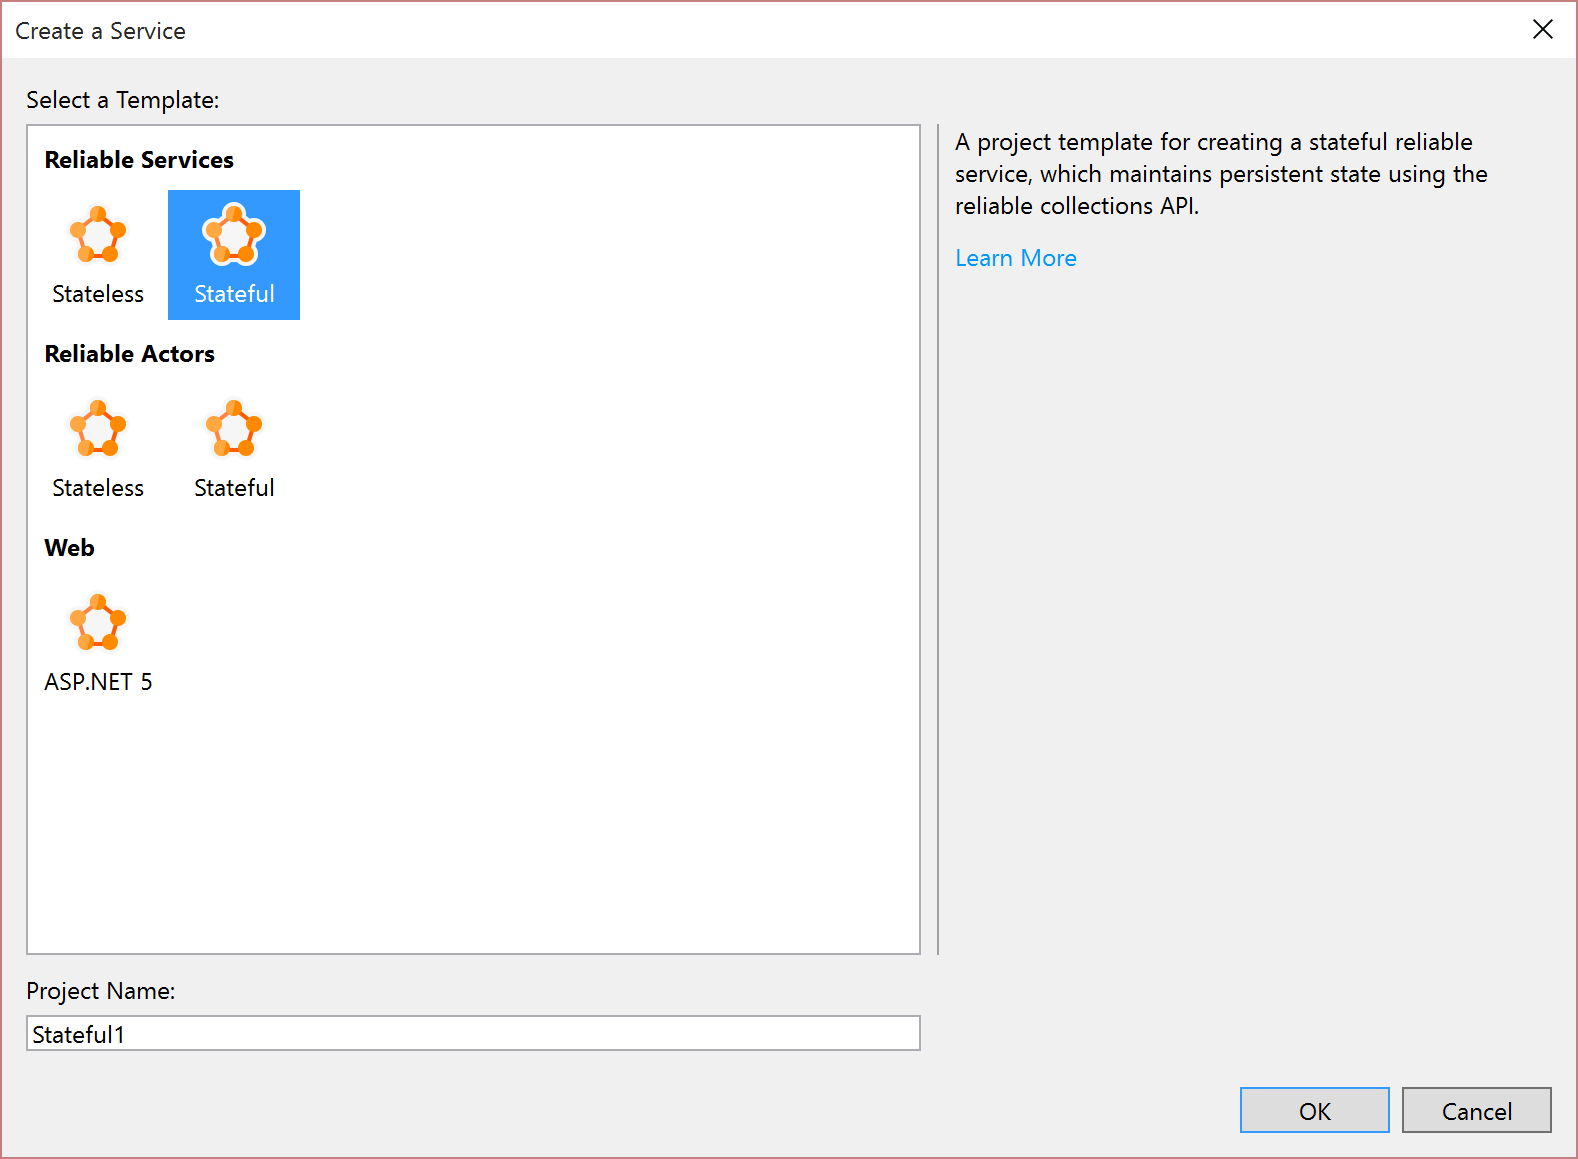 Create a Service
Select a Template:
Reliable Services
Stateless
Stateful
Reliable Actors
Stateless
Stateful
Web
ASP.NET 5
A project template for creating a stateful reliable
service, which maintains persistent state using the
reliable collections API.
Learn More
Project Name:
Stateful1
OK
Cancel